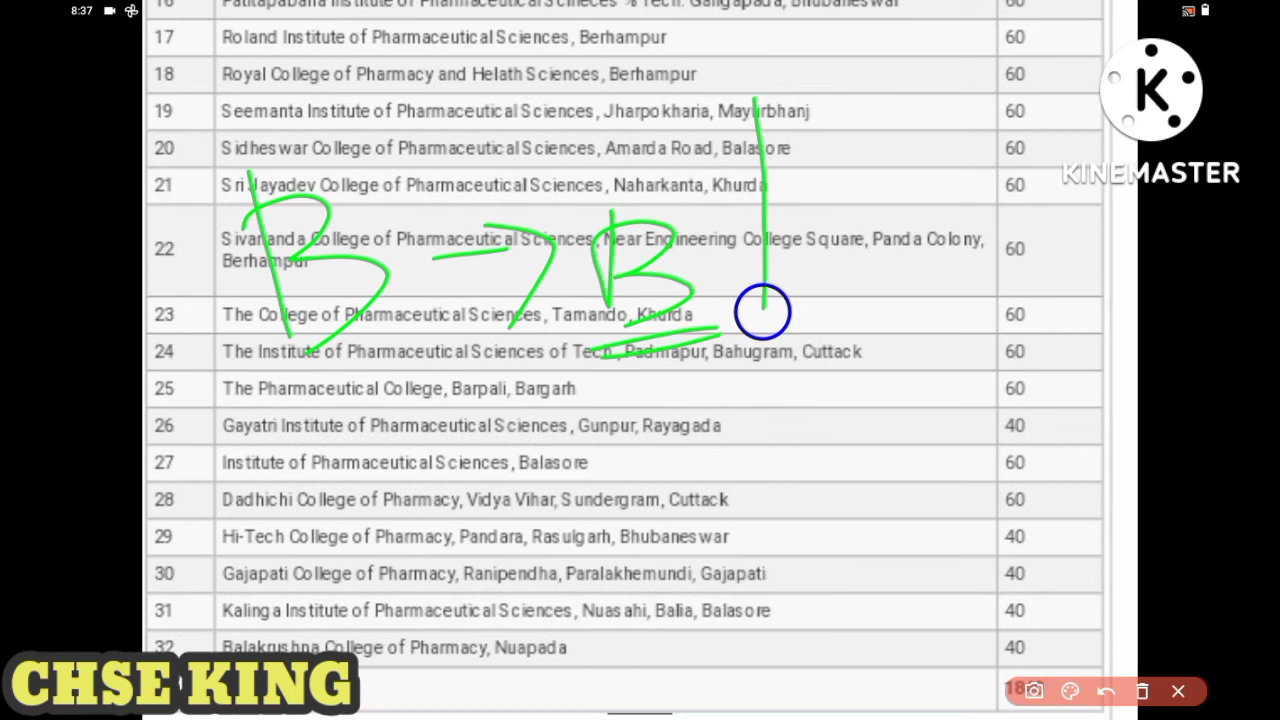 8:37
16 Patitapabana Institute of Pharmaceutical Scineces % Tech. Gangapada, Bhubaneswar 60
17 Roland Institute of Pharmaceutical Sciences, Berhampur 60
18 Royal College of Pharmacy and Helath Sciences, Berhampur 60
19 Seemanta Institute of Pharmaceutical Sciences, Jharpokharia, Mayurbhanj 60
20 Sidheswar College of Pharmaceutical Sciences, Amarda Road, Balasore 60
21 Sri Jayadev College of Pharmaceutical Sciences, Naharkanta, Khurda 60
22 Sivananda College of Pharmaceutical Sciences, Near Engineering College Square, Panda Colony,
Berhampur 60
23 The College of Pharmaceutical Sciences, Tamando, Khurda 60
24 The Institute of Pharmaceutical Sciences of Tech., Padmapur, Bahugram, Cuttack 60
25 The Pharmaceutical College, Barpali, Bargarh 60
26 Gayatri Institute of Pharmaceutical Sciences, Gunpur, Rayagada 40
27 Institute of Pharmaceutical Sciences, Balasore 60
28 Dadhichi College of Pharmacy, Vidya Vihar, Sundergram, Cuttack 60
29 Hi-Tech College of Pharmacy, Pandara, Rasulgarh, Bhubaneswar 40
30 Gajapati College of Pharmacy, Ranipendha, Paralakhemundi, Gajapati 40
31 Kalinga Institute of Pharmaceutical Sciences, Nuasahi, Balia, Balasore 40
32 Balakrushna College of Pharmacy, Nuapada 40
B → B
K
KINEMASTER
CHSE KING